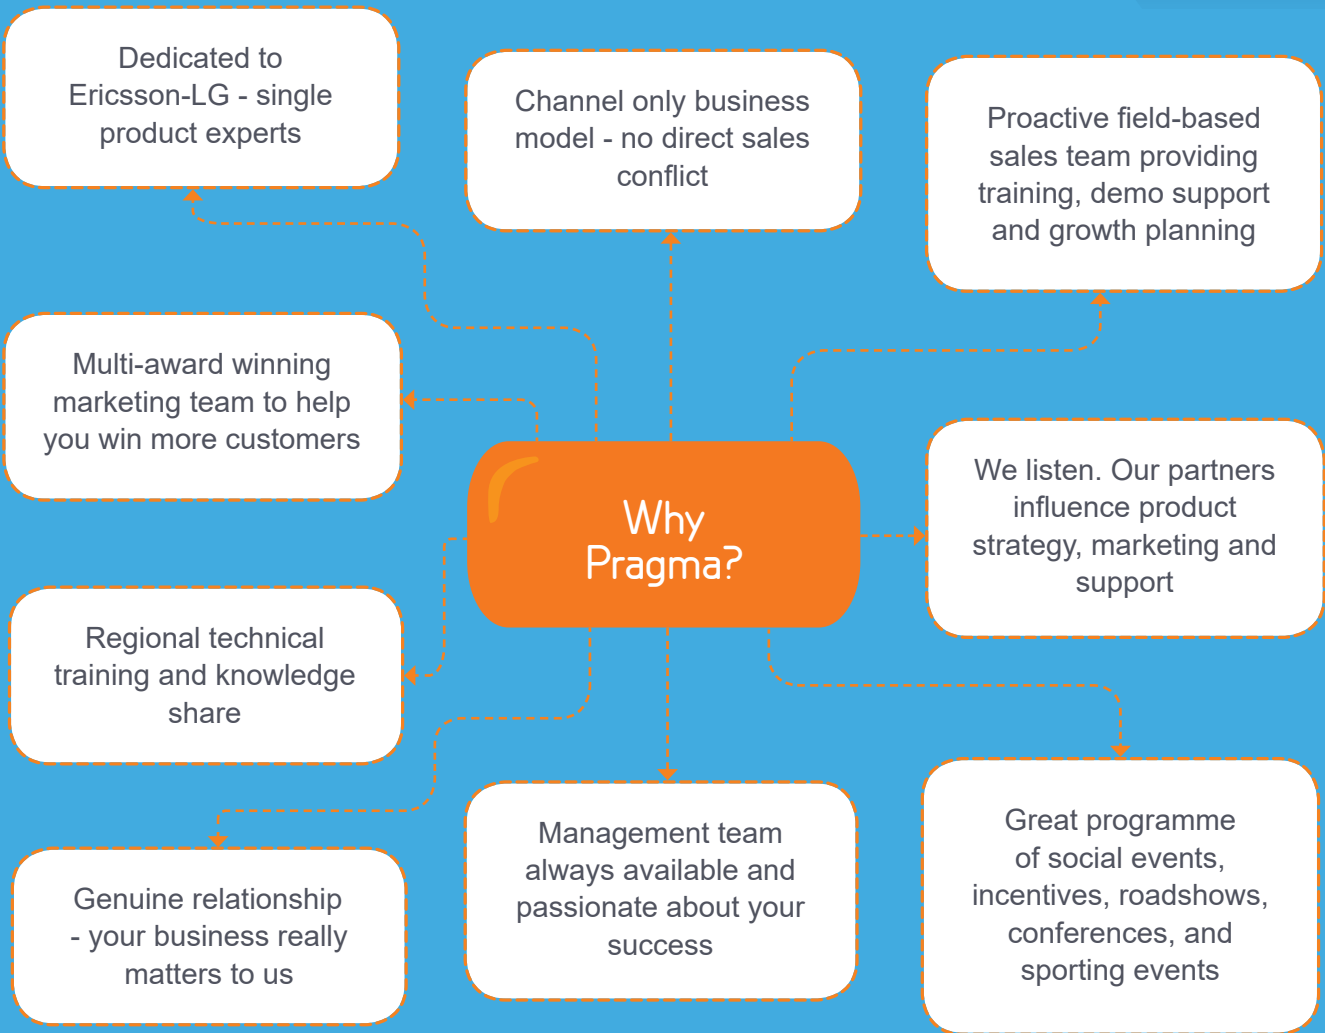 Dedicated to
Ericsson-LG - single
product experts
Channel only business
model - no direct sales
conflict
Proactive field-based
sales team providing
training, demo support
and growth planning
Multi-award winning
marketing team to help
you win more customers
Why
Pragma?
We listen. Our partners
influence product
strategy, marketing and
support
Regional technical
training and knowledge
share
Genuine relationship
- your business really
matters to us
Management team
always available and
passionate about your
success
Great programme
of social events,
incentives, roadshows,
conferences, and
sporting events